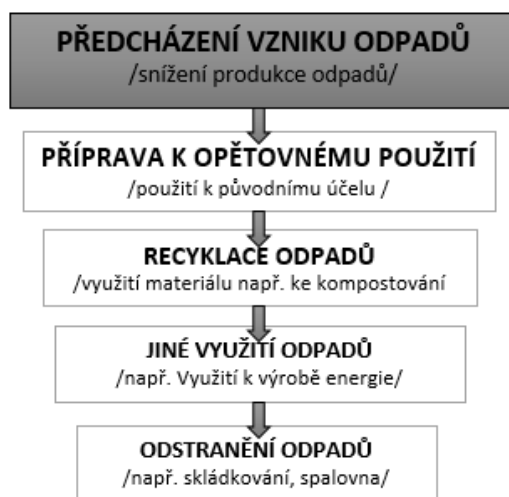 PŘEDCHÁZENÍ VZNIKU ODPADŮ
/snížení produkce odpadů/
PŘÍPRAVA K OPĚTOVNÉMU POUŽITÍ
/použití k původnímu účelu /
RECYKLACE ODPADŮ
/využití materiálu např. ke kompostování
JINÉ VYUŽITÍ ODPADŮ
/např. Využití k výrobě energie/
ODSTRANĚNÍ ODPADŮ
/např. skládkování, spalovna/